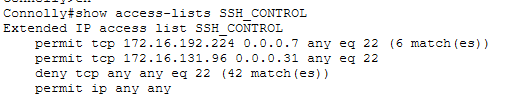 Connolly#show access-lists SSH_CONTROL
Extended IP access list SSH_CONTROL
permit tcp 172.16.192.224 0.0.0.7 any eq 22 (6 match(es))
permit tcp 172.16.131.96 0.0.0.31 any eq 22
deny tcp any any eq 22 (42 match(es))
permit ip any any